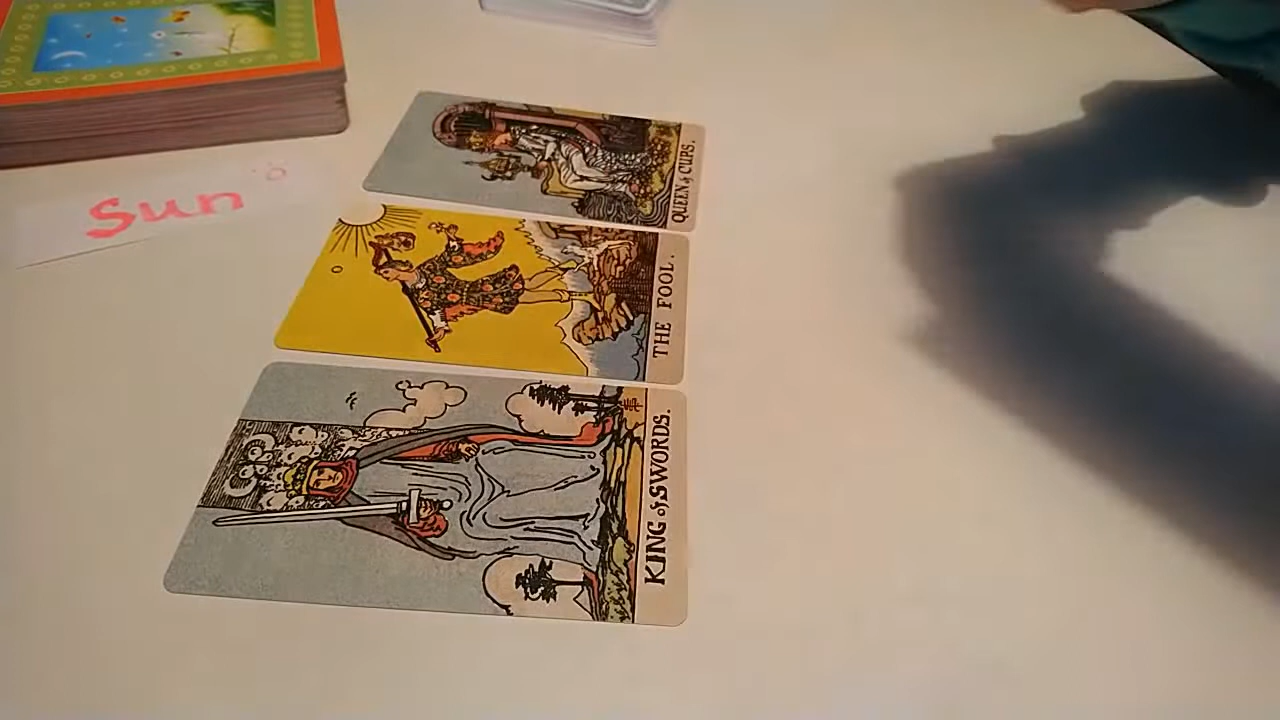 Sun
QUEEN of CUPS.
THE FOOL.
KING of SWORDS.